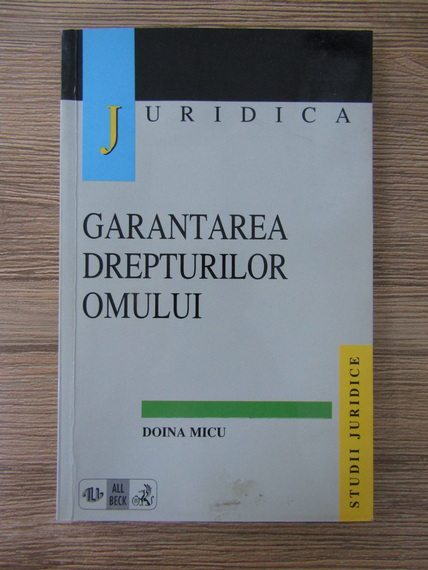 JURIDICA
GARANTAREA
DREPTURILOR
OMULUI
DOINA MICU
STUDII JURIDICE
ALL
BECK